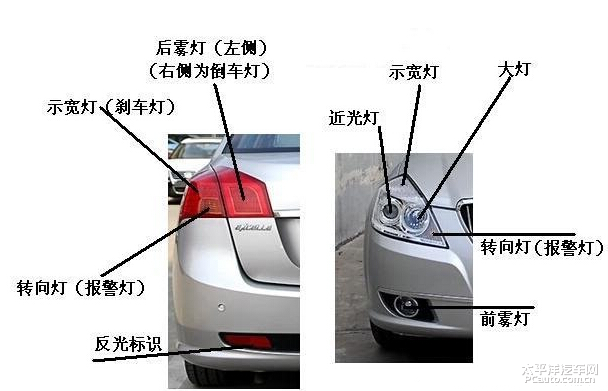 后雾灯（左侧）
（右侧为倒车灯）
示宽灯（刹车灯）
示宽灯
大灯
近光灯
EXCELLE
转向灯（报警灯）
转向灯（报警灯）
前雾灯
反光标识
太平洋汽车网
PCauto.com.cn